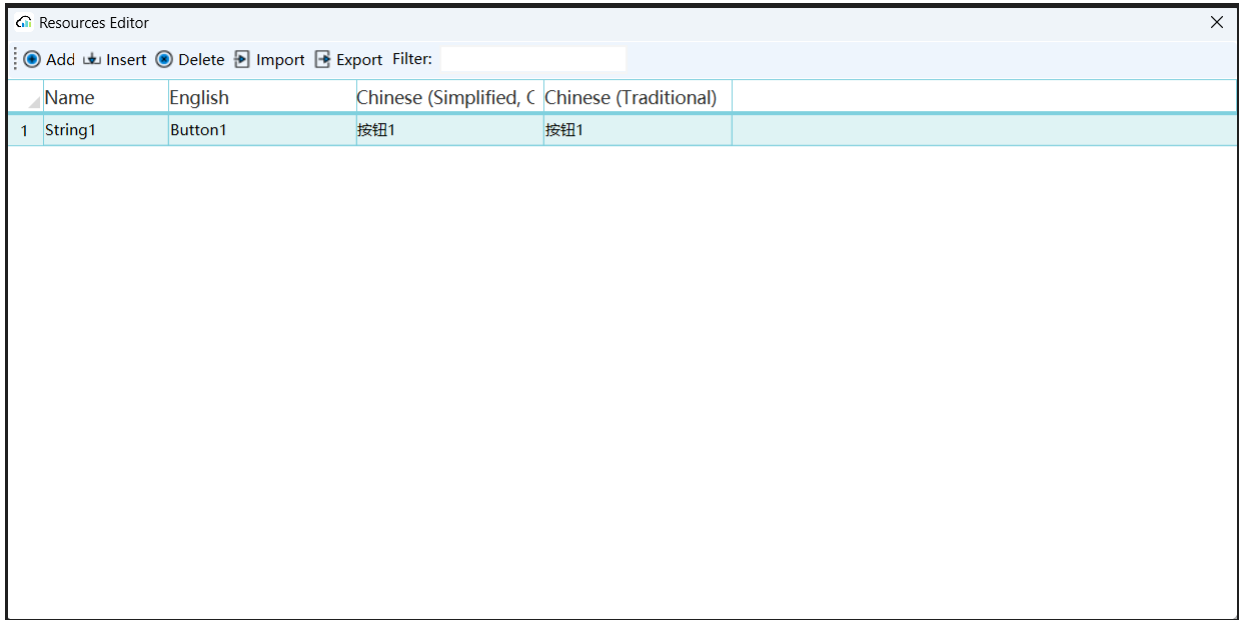 Resources Editor
Add Insert Delete Import Export Filter:
Name English Chinese (Simplified, C Chinese (Traditional)
1 String1 Button1 按钮1 按钮1